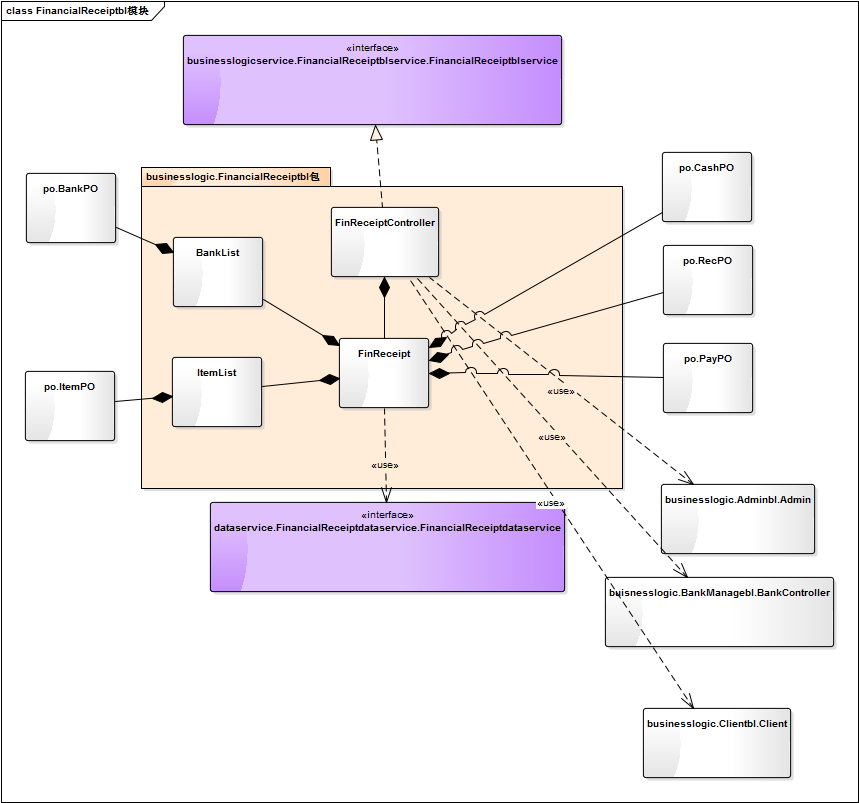 class FinancialReceiptbl模块
«interface»
businesslogicservice.FinancialReceiptblservice.FinancialReceiptblservice
po.CashPO
businesslogic.FinancialReceiptbl包
po.BankPO
FinReceiptController
BankList
po.RecPO
FinReceipt
po.PayPO
ItemList
po.ItemPO
«use»
«use»
«use»
«use»
businesslogic.Adminbl.Admin
«interface»
dataservice.FinancialReceiptdataservice.FinancialReceiptdataservice
buisnesslogic.BankManagebl.BankController
businesslogic.Clientbl.Client